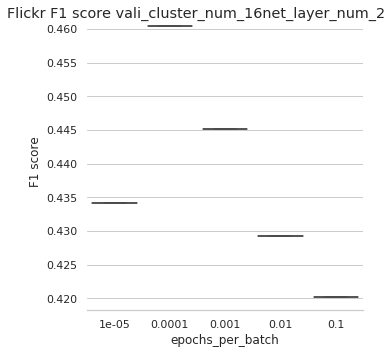 Flickr F1 score vali_cluster_num_16net_layer_num_2
0.460
0.455
0.450
0.445
0.440
0.435
0.430
0.425
0.420
F1 score
1e-05 0.0001 0.001 0.01 0.1
epochs_per_batch